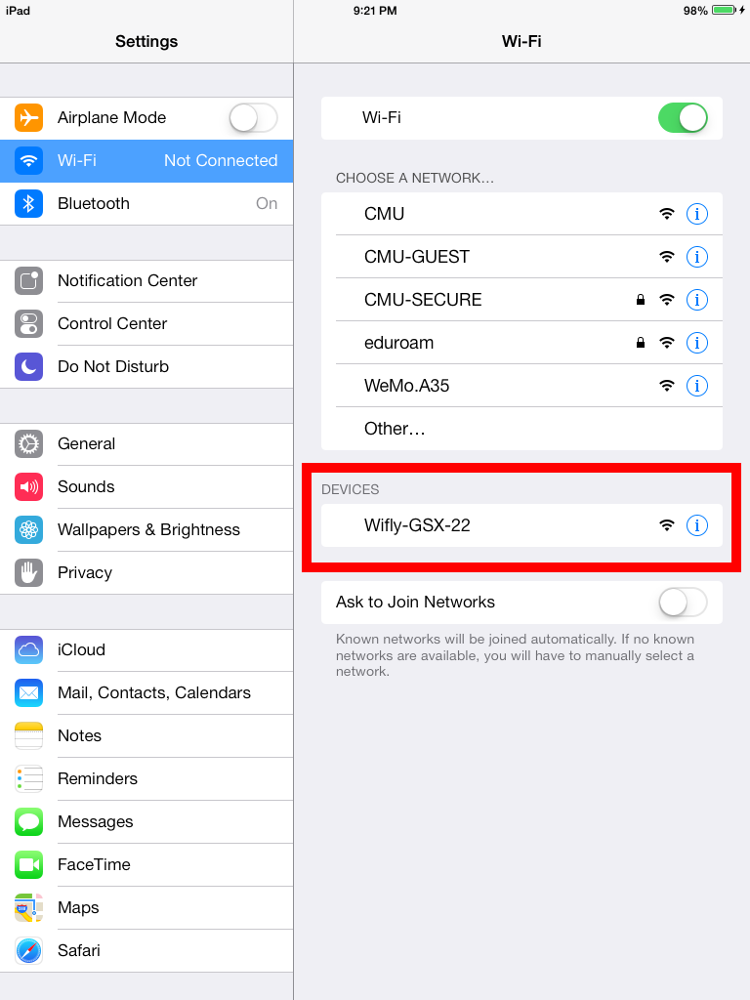 iPad
9:21 PM
98%
Settings
Wi-Fi
Airplane Mode
Wi-Fi
Not Connected
Bluetooth
On
Notification Center
Control Center
Do Not Disturb
General
Sounds
Wallpapers & Brightness
Privacy
iCloud
Mail, Contacts, Calendars
Notes
Reminders
Messages
FaceTime
Maps
Safari
Wi-Fi
CHOOSE A NETWORK...
CMU
CMU-GUEST
CMU-SECURE
eduroam
WeMo.A35
Other...
DEVICES
Wifly-GSX-22
Ask to Join Networks
Known networks will be joined automatically. If no known
networks are available, you will have to manually select a
network.